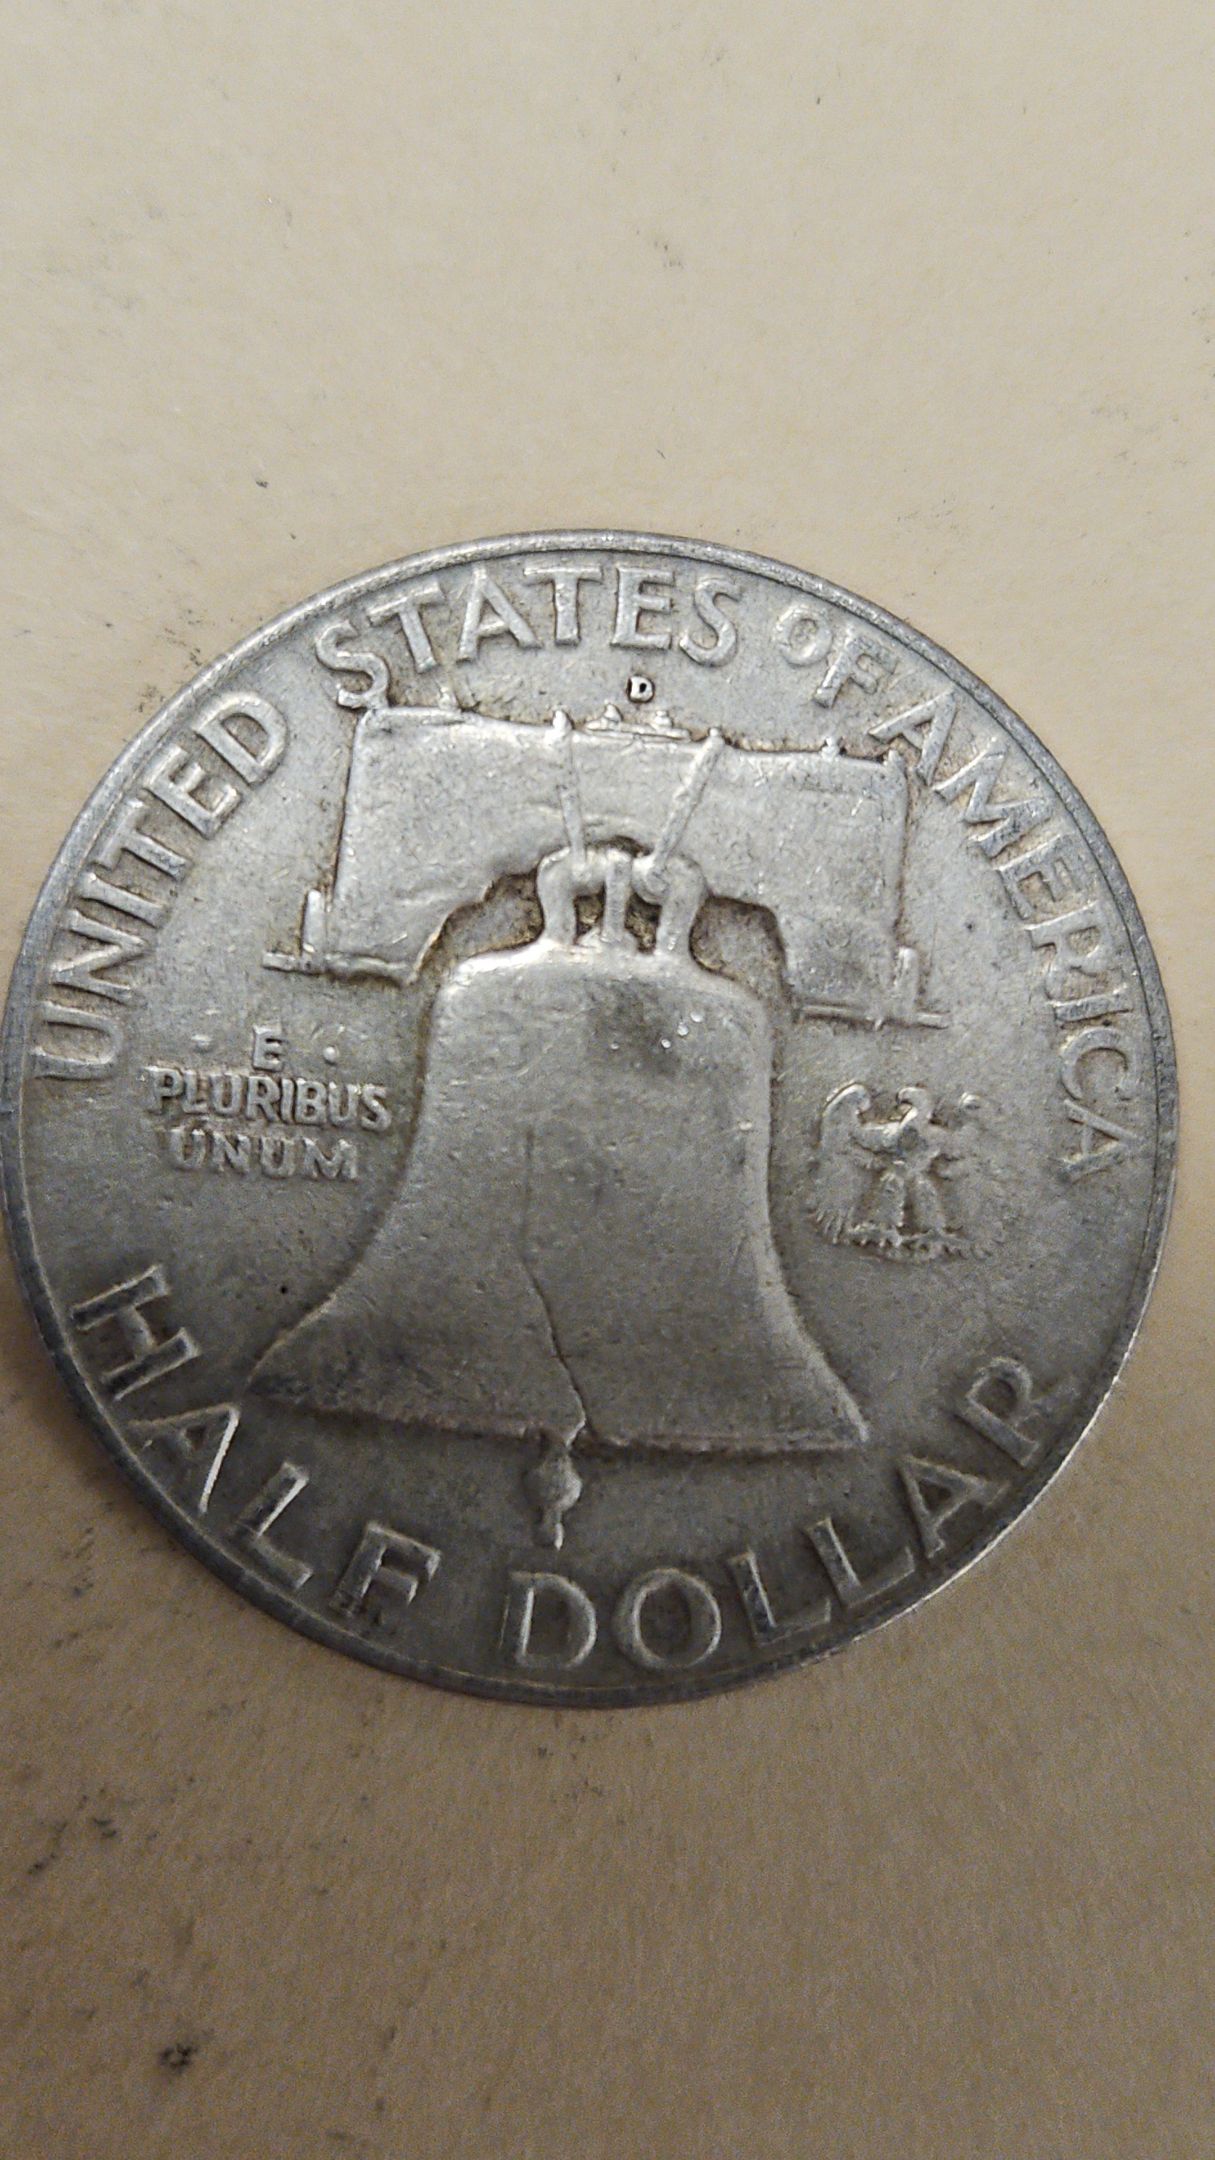 UNITED STATES OF AMERICA
D
· E ·
PLURIBUS
UNUM
HALF DOLLAR